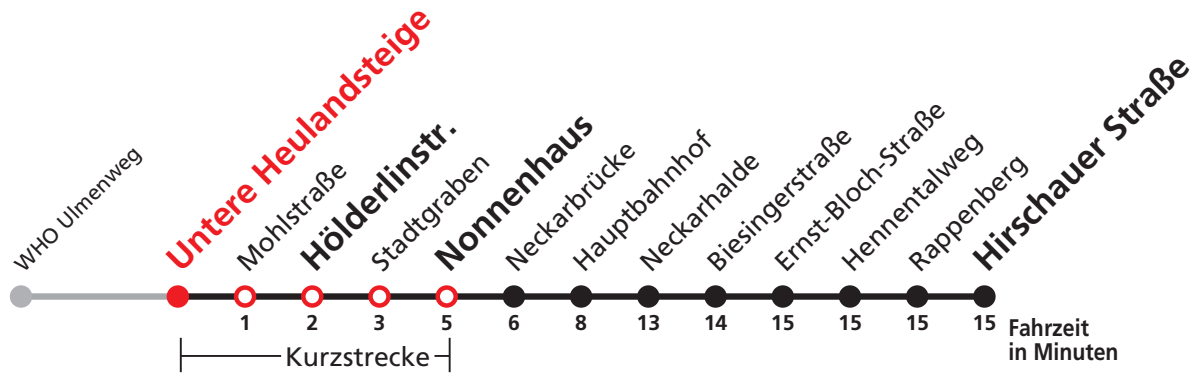 WHO Ulmenweg
Untere Heulandsteige
Mohlstraße
Hölderlinstr.
Stadtgraben
Nonnenhaus
Neckarbrücke
Hauptbahnhof
Neckarhalde
Biesingerstraße
Ernst-Bloch-Straße
Hennentalweg
Rappenberg
Hirschauer Straße
1 2 3 5 6 8 13 14 15 15 15 15
Fahrzeit
in Minuten
Kurzstrecke